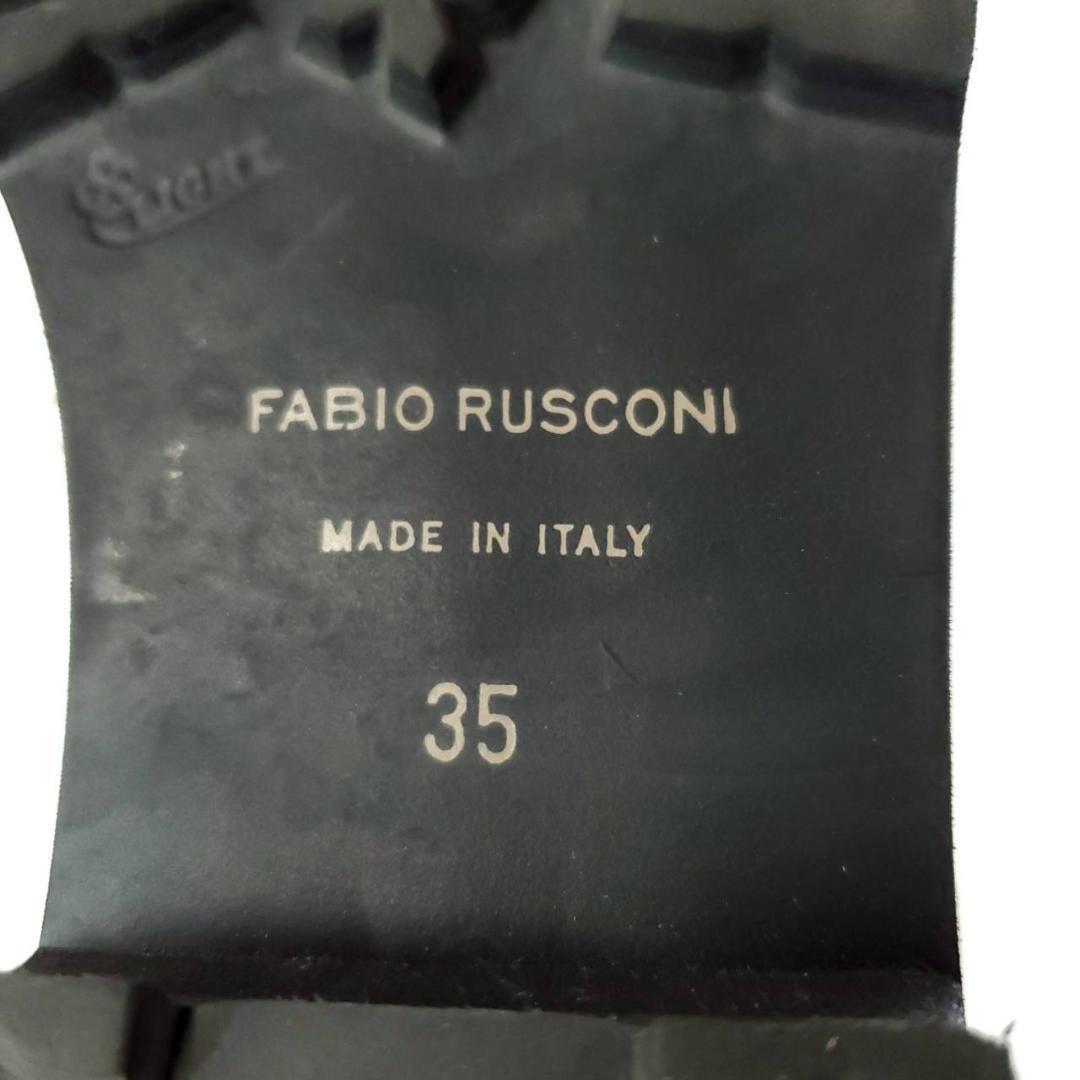 FABIO RUSCONI
MADE IN ITALY
35